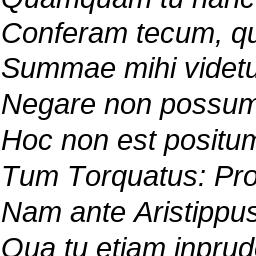 Quamquam tu hanc
Conferam tecum, qu
Summae mihi videtu
Negare non possum
Hoc non est positum
Tum Torquatus: Pro
Nam ante Aristippus
Qua tu etiam inprude